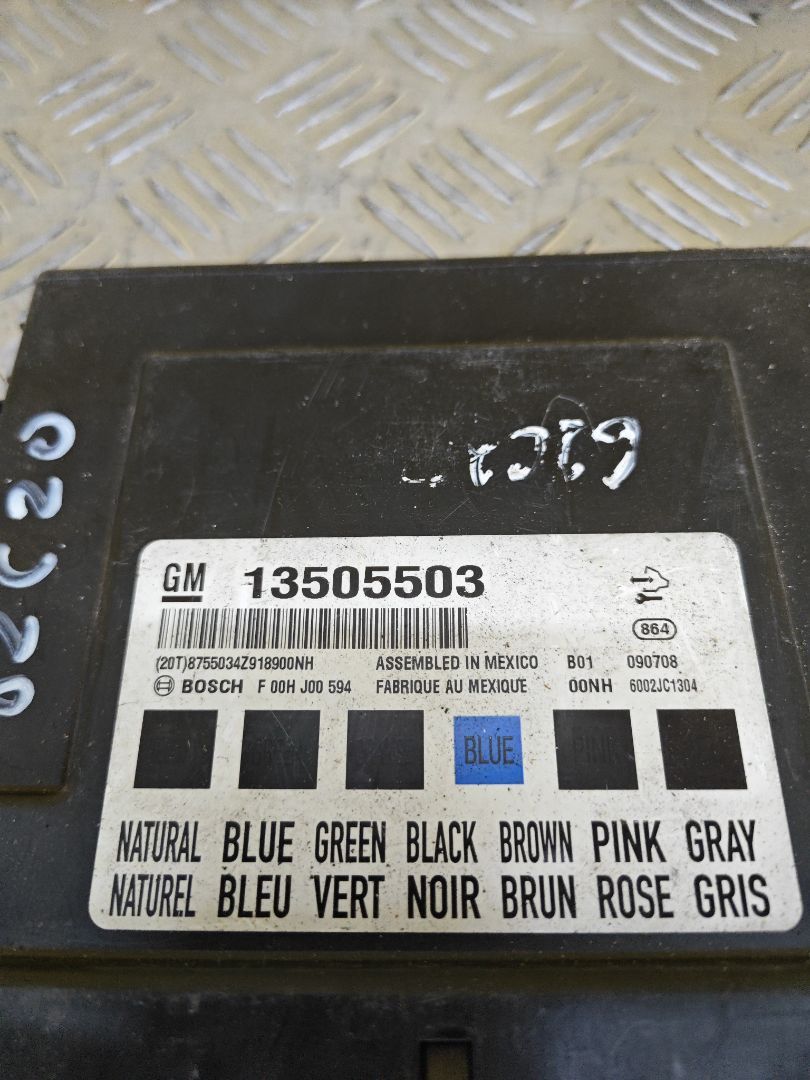 02C20
GM 13505503
864
(20T)8755034Z918900NH ASSEMBLED IN MEXICO B01 090708
BOSCH F 00H J00 594 FABRIQUE AU MEXIQUE 00NH 6002JC1304
BLUE
NATURAL BLUE GREEN BLACK BROWN PINK GRAY
NATUREL BLEU VERT NOIR BRUN ROSE GRIS